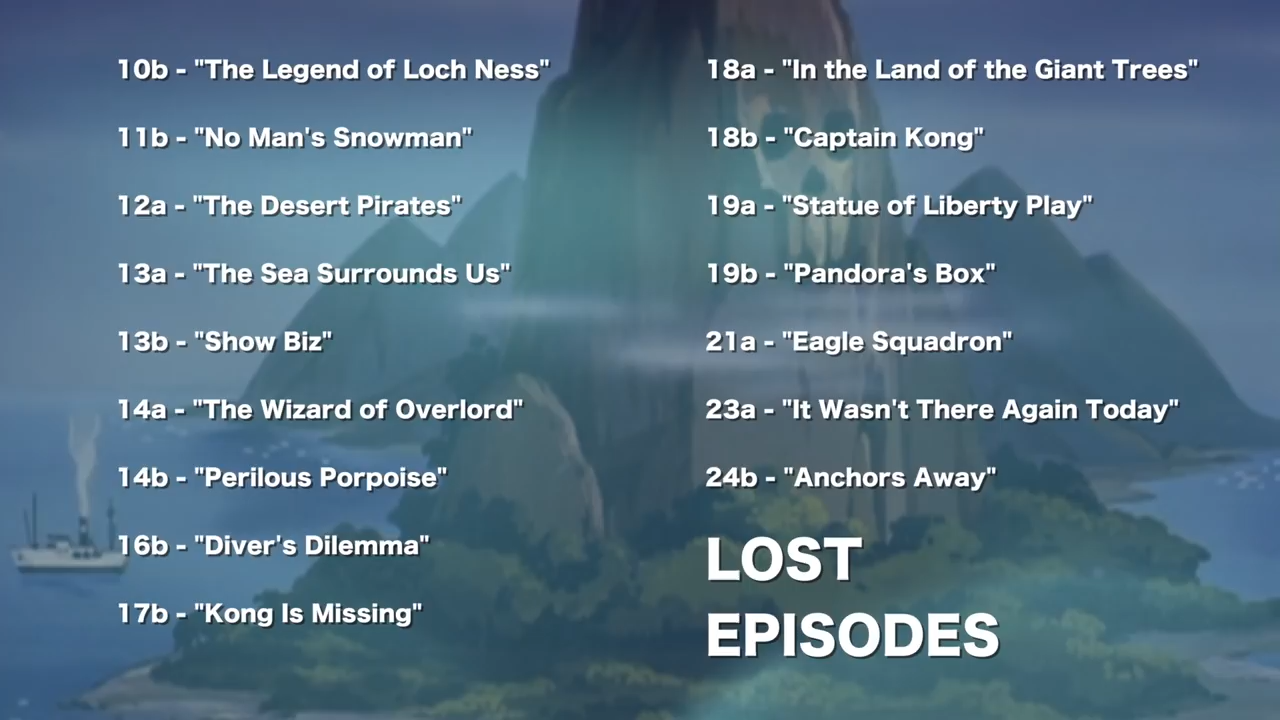 10b - "The Legend of Loch Ness"
11b - "No Man's Snowman"
12a - "The Desert Pirates"
13a - "The Sea Surrounds Us"
13b - "Show Biz"
14a - "The Wizard of Overlord"
14b - "Perilous Porpoise"
16b - "Diver's Dilemma"
17b - "Kong Is Missing"
18a - "In the Land of the Giant Trees"
18b - "Captain Kong"
19a - "Statue of Liberty Play"
19b - "Pandora's Box"
21a - "Eagle Squadron"
23a - "It Wasn't There Again Today"
24b - "Anchors Away"
LOST
EPISODES